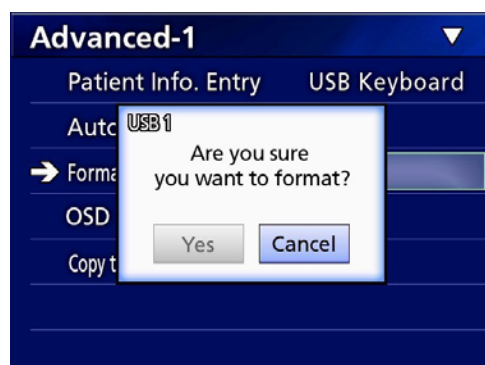 Advanced-1
Patient Info. Entry USB Keyboard
Auto
USB 1
Are you sure
you want to format?
Forma
OSD
Yes Cancel
Copy t